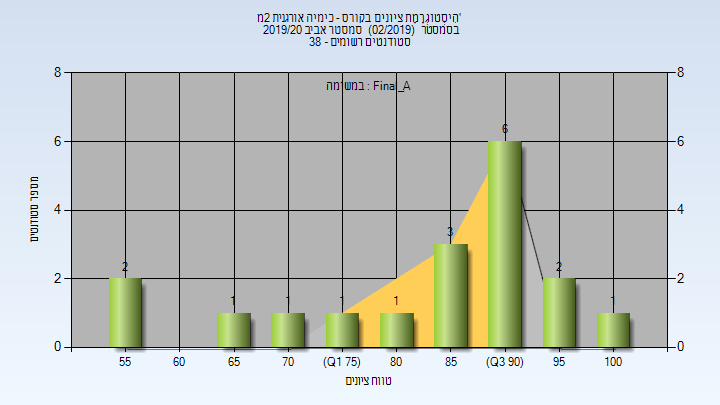 הִיסְטוֹגְרָמַת ציונים בקורס - כימיה אורגנית 2מ'
בסמסטר (02/2019) סמסטר אביב 2019/20
סטודנטים רשומים - 38
במשימה : Final_A
מספר סטודנטים
8 8
6 6
4 4
2 2
0 0
2 1 1 1 1 3 6 2 1
55 60 65 70 (Q1 75) 80 85 (Q3 90) 95 100
טווח ציונים